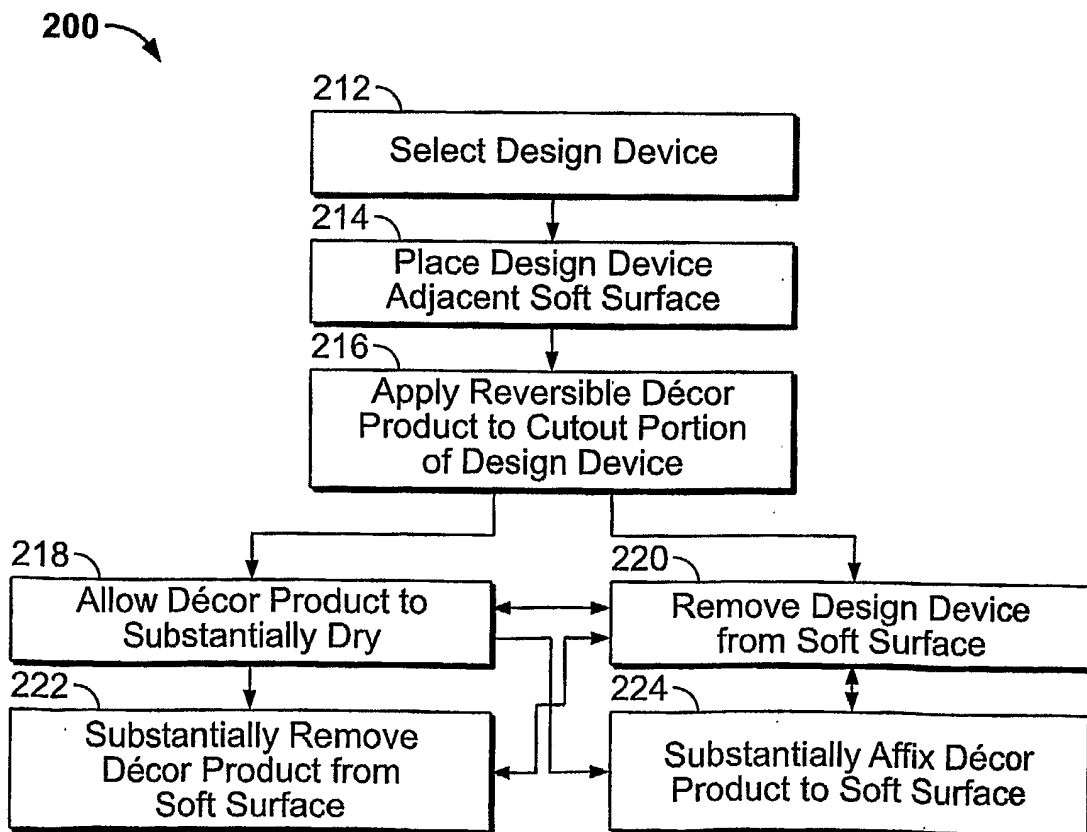 200
212
Select Design Device
214
Place Design Device
Adjacent Soft Surface
216
Apply Reversible Décor
Product to Cutout Portion
of Design Device
218
Allow Décor Product to
Substantially Dry
220
Remove Design Device
from Soft Surface
222
Substantially Remove
Décor Product from
Soft Surface
224
Substantially Affix Décor
Product to Soft Surface